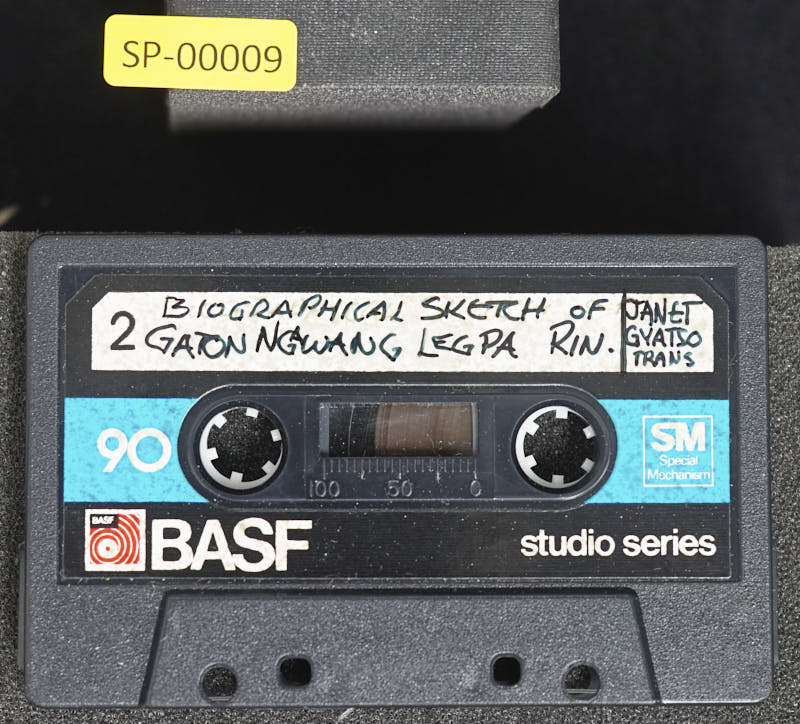 SP-00009
2
BIOGRAPHICAL SKETCH OF
GATON NGWANG LEGPA RIN.
JANET
GYATSO
TRANS
90
100 50 0
SM
Special
Mechanism
BASF
BASF
studio series